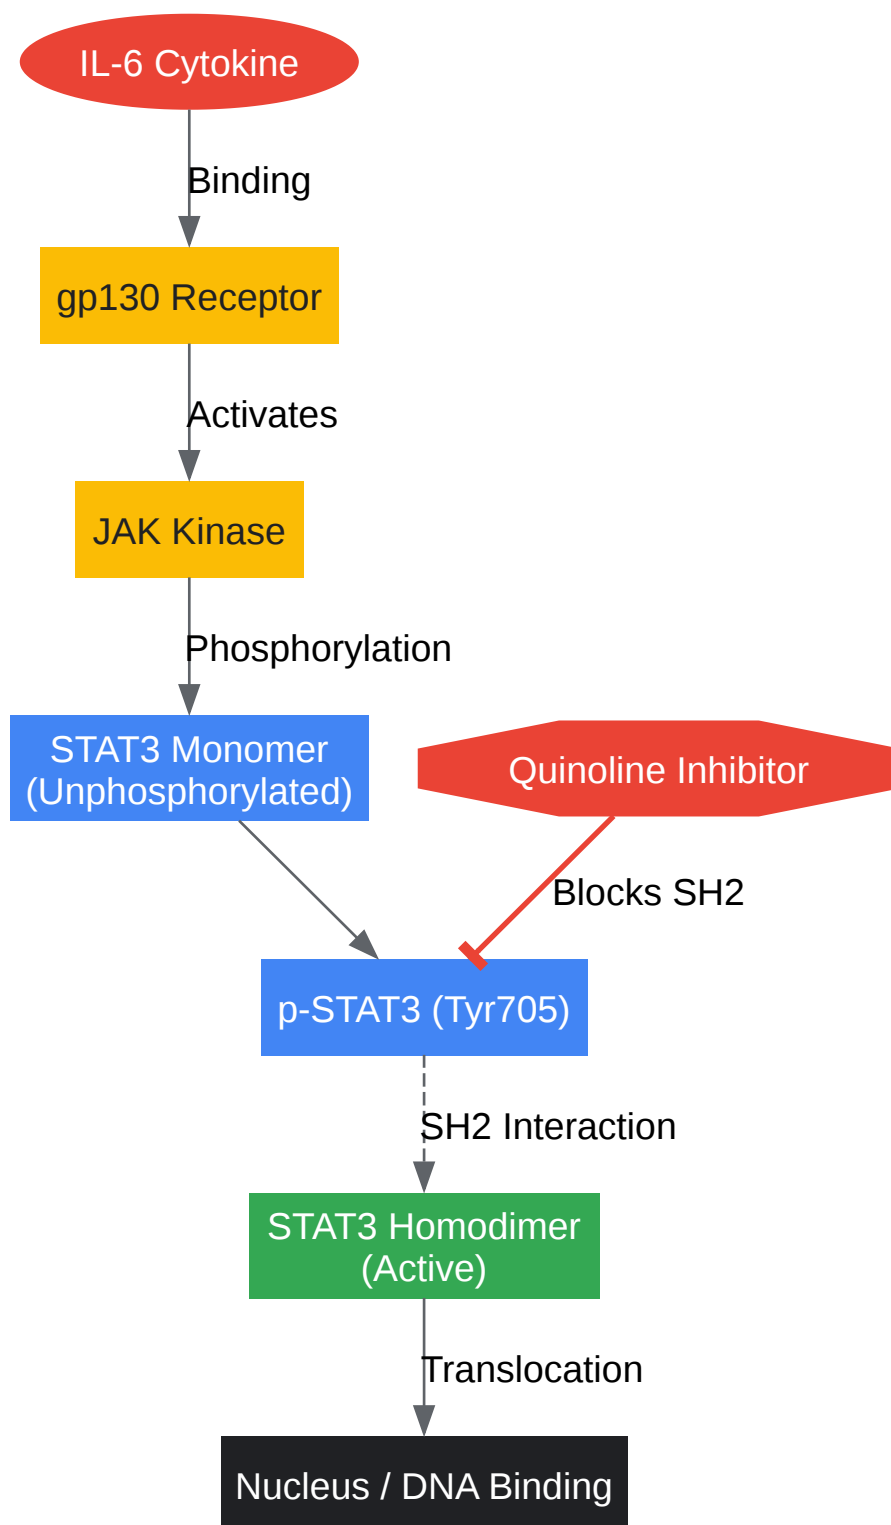 IL-6 Cytokine
Binding
gp130 Receptor
Activates
JAK Kinase
Phosphorylation
STAT3 Monomer
(Unphosphorylated)
Quinoline Inhibitor
Blocks SH2
p-STAT3 (Tyr705)
SH2 Interaction
STAT3 Homodimer
(Active)
Translocation
Nucleus / DNA Binding